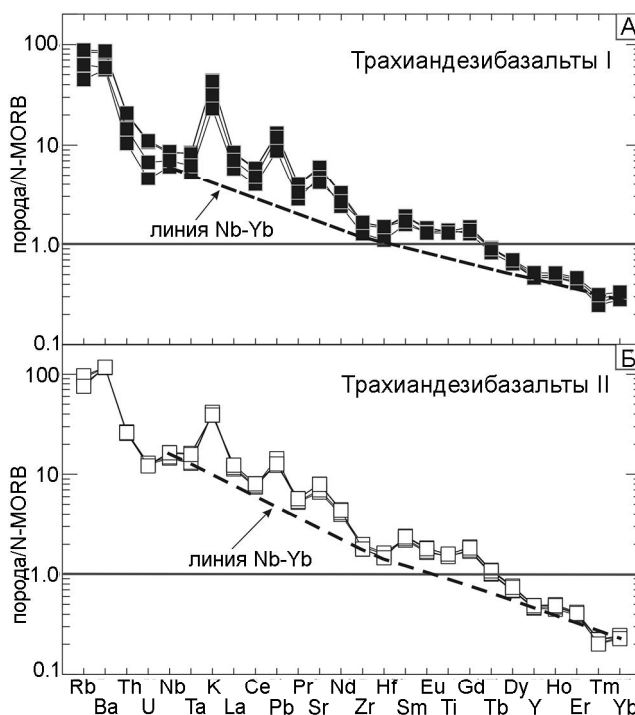 А
Трахиандезибазальты I
порода/N-MORB
100
10
1.0
0.1
линия Nb-Yb
Б
Трахиандезибазальты II
порода/N-MORB
100
10
1.0
0.1
линия Nb-Yb
Rb Th Nb K Ce Pr Nd Hf Eu Gd Dy Ho Tm
Ba U Ta La Pb Sr Zr Sm Ti Tb Y Er Yb